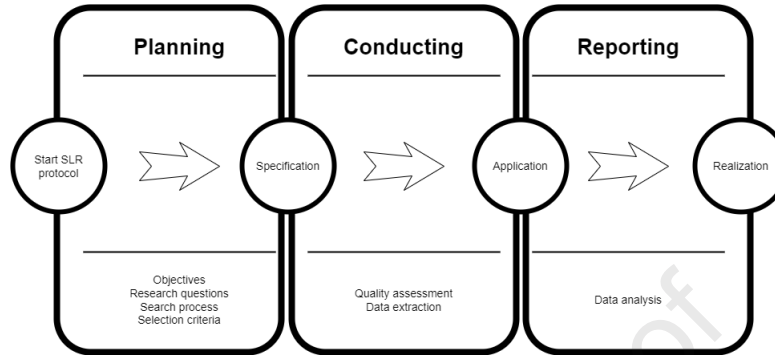 Planning
Conducting
Reporting
Start SLR
protocol
Specification
Application
Realization
Objectives
Research questions
Search process
Selection criteria
Quality assessment
Data extraction
Data analysis
of